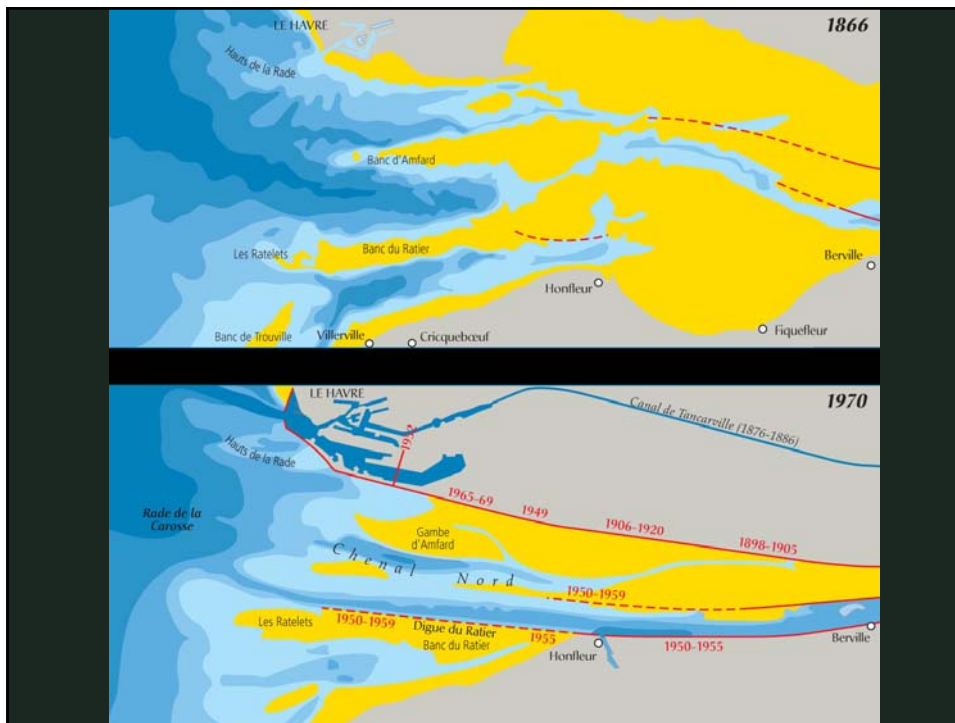 LE HAVRE
1866
Hauts de la Rade
Banc d'Amfard
Les Ratelets
Banc du Ratier
Berville
Honfleur
Banc de Trouville
Villerville
Cricquebœuf
Fiquefleur
LE HAVRE
1970
Canal de Tancarville (1876-1886)
1952
Hauts de la Rade
1965-69
1949
1906-1920
1898-1905
Rade de la
Carosse
Gambe
d'Amfard
Chenal Nord
1950-1959
Les Ratelets
1950-1959
Digue du Ratier
Banc du Ratier
1955
Honfleur
1950-1955
Berville